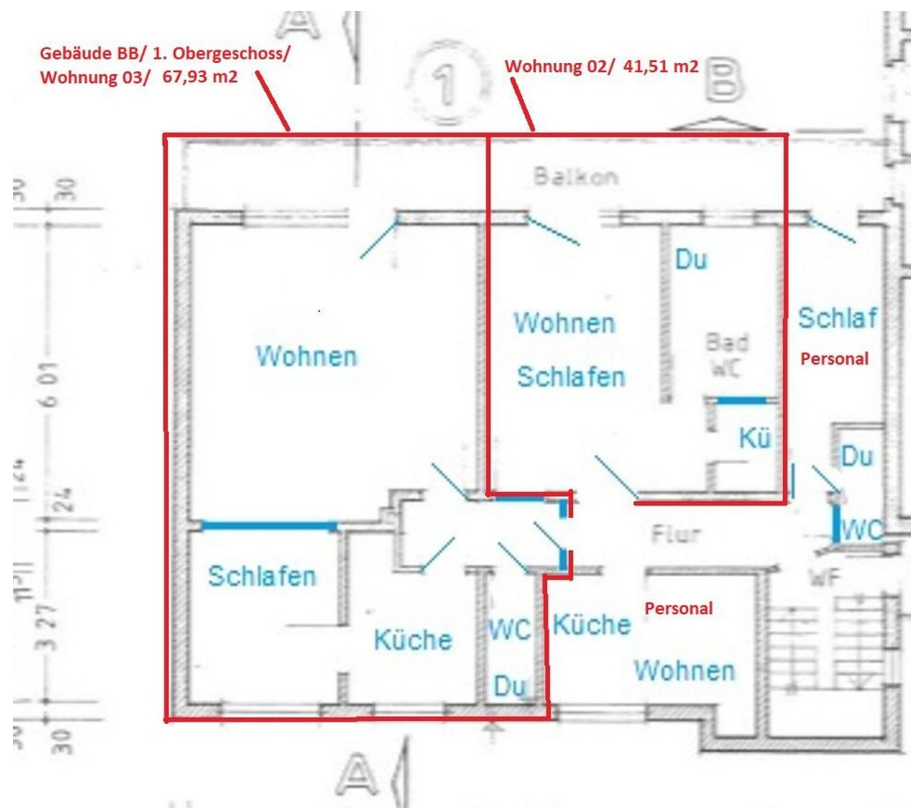 A
Gebäude BB/ 1. Obergeschoss/
Wohnung 03/ 67,93 m2
1
Wohnung 02/ 41,51 m2
B
30
Balkon
Du
Wohnen
Schlafen
Bad
WC
Schlaf
Personal
Wohnen
6 01
Kü
Du
24
24
Flur
WC
WF
Schlafen
Küche
WC
Du
Küche
Personal
Wohnen
3 27
30
A